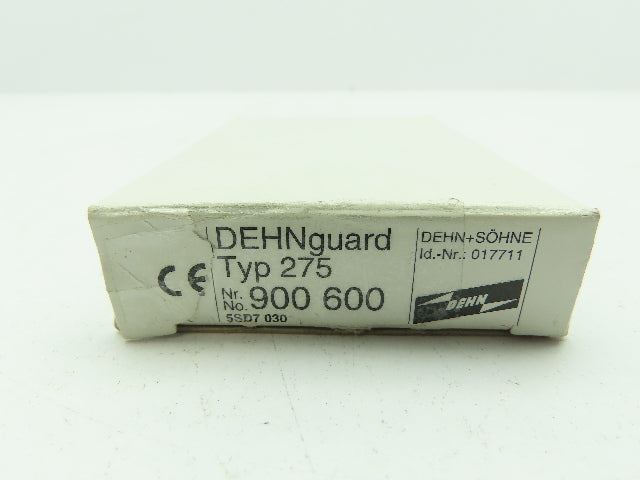 CE
DEHNguard
Typ 275
Nr.
No. 900 600
5SD7 030
DEHN+SÖHNE
Id.-Nr.: 017711
DEHN